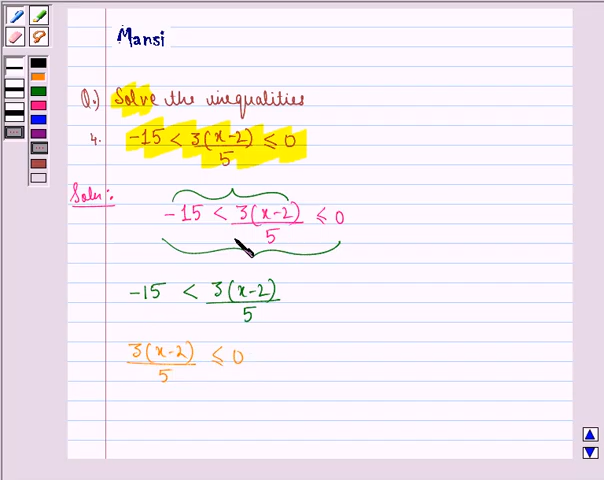 Mansi
Q.) Solve the inequalities
4. -15 < 3(x-2)/5 ≤ 0
Soln:
-15 < 3(x-2)/5 ≤ 0
-15 < 3(x-2)/5
3(x-2)/5 ≤ 0